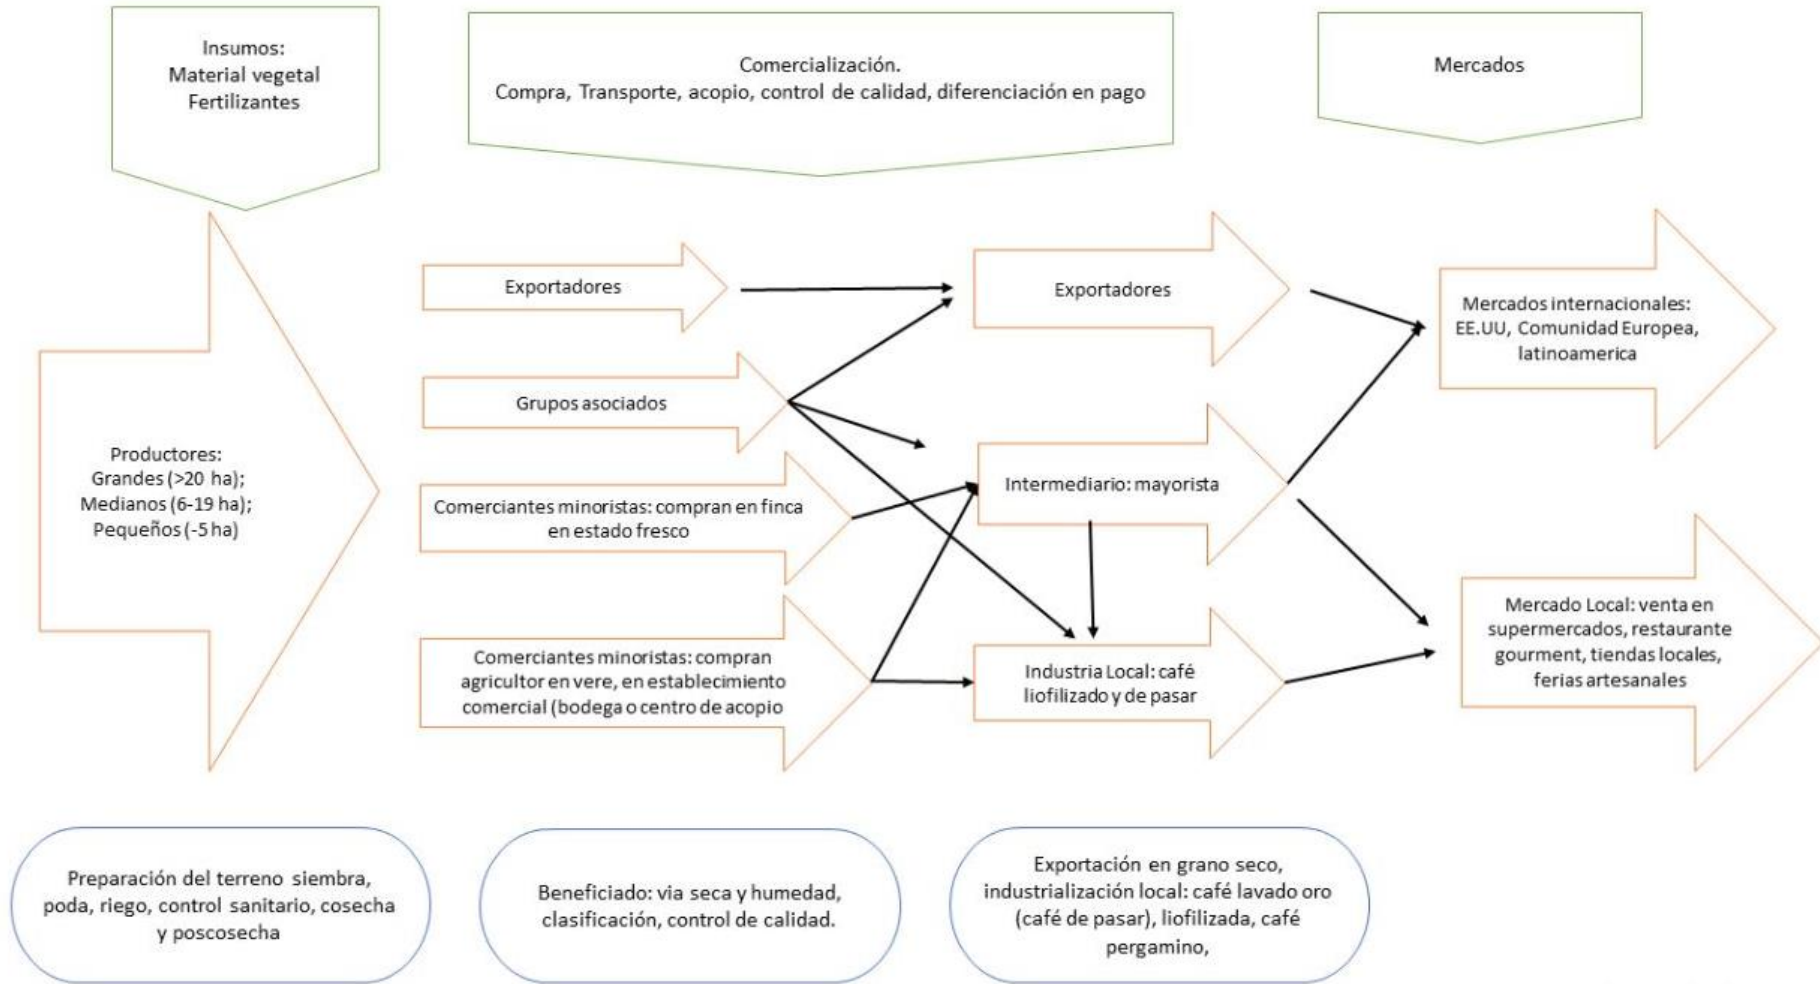 Insumos:
Material vegetal
Fertilizantes
Comercialización.
Compra, Transporte, acopio, control de calidad, diferenciación en pago
Mercados
Productores:
Grandes (>20 ha);
Medianos (6-19 ha);
Pequeños (-5 ha)
Exportadores
Grupos asociados
Comerciantes minoristas: compran en finca
en estado fresco
Comerciantes minoristas: compran
agricultor en vere, en establecimiento
comercial (bodega o centro de acopio
Exportadores
Intermediario: mayorista
Industria Local: café
liofilizado y de pasar
Mercados internacionales:
EE.UU, Comunidad Europea,
latinoamerica
Mercado Local: venta en
supermercados, restaurante
gourment, tiendas locales,
ferias artesanales
Preparación del terreno siembra,
poda, riego, control sanitario, cosecha
y poscosecha
Beneficiado: via seca y humedad,
clasificación, control de calidad.
Exportación en grano seco,
industrialización local: café lavado oro
(café de pasar), liofilizada, café
pergamino,